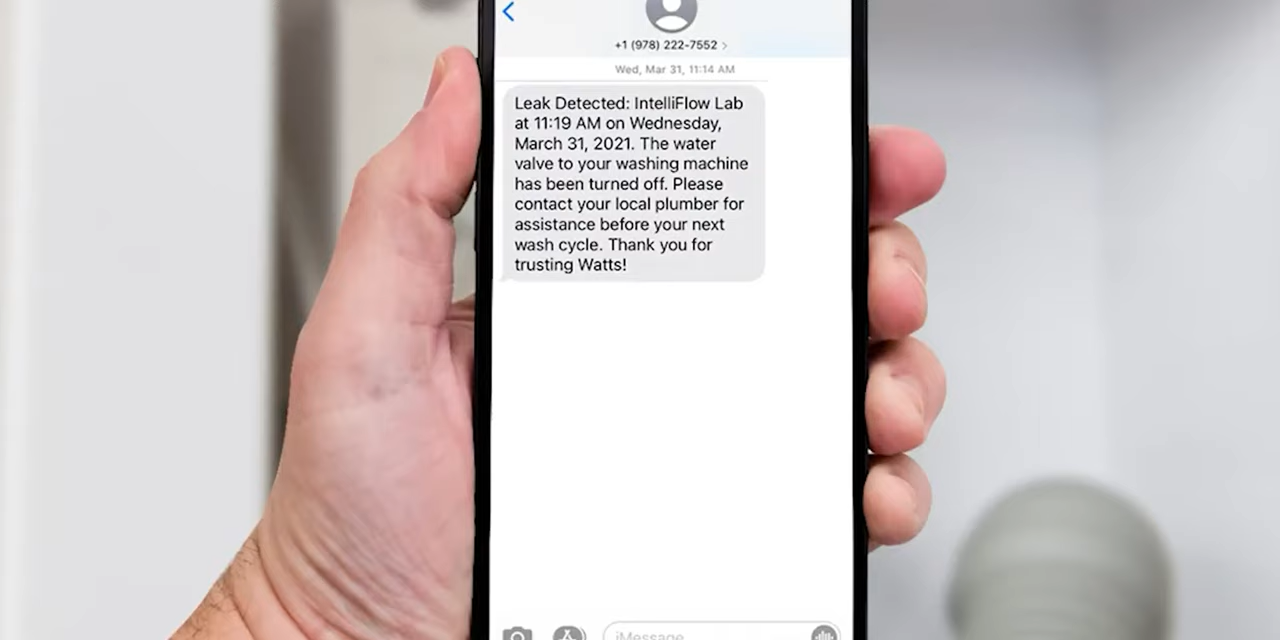 +1 (978) 222-7552 >
Wed, Mar 31, 11:14 AM
Leak Detected: IntelliFlow Lab
at 11:19 AM on Wednesday,
March 31, 2021. The water
valve to your washing machine
has been turned off. Please
contact your local plumber for
assistance before your next
wash cycle. Thank you for
trusting Watts!
iMessage